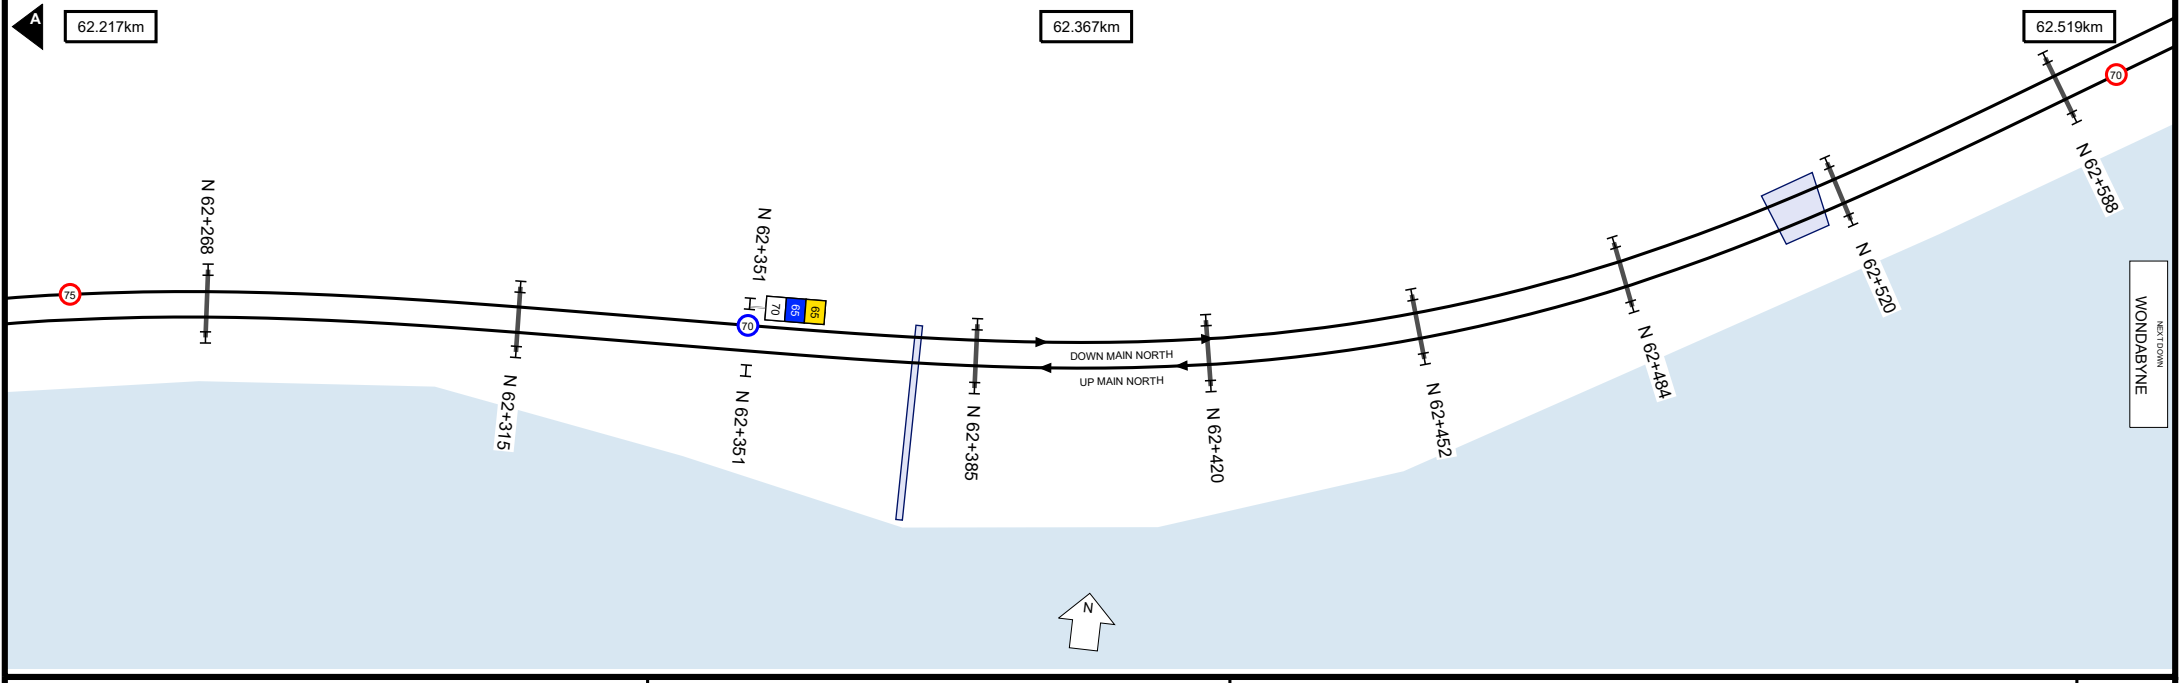 A
62.217km
62.367km
62.519km
70
N 62+588
N 62+268
N 62+351
75
70
70
65
65
N 62+520
NEXT DOWN
WONDABYNE
DOWN MAIN NORTH
UP MAIN NORTH
N 62+315
N 62+351
N 62+385
N 62+420
N 62+452
N 62+484
N